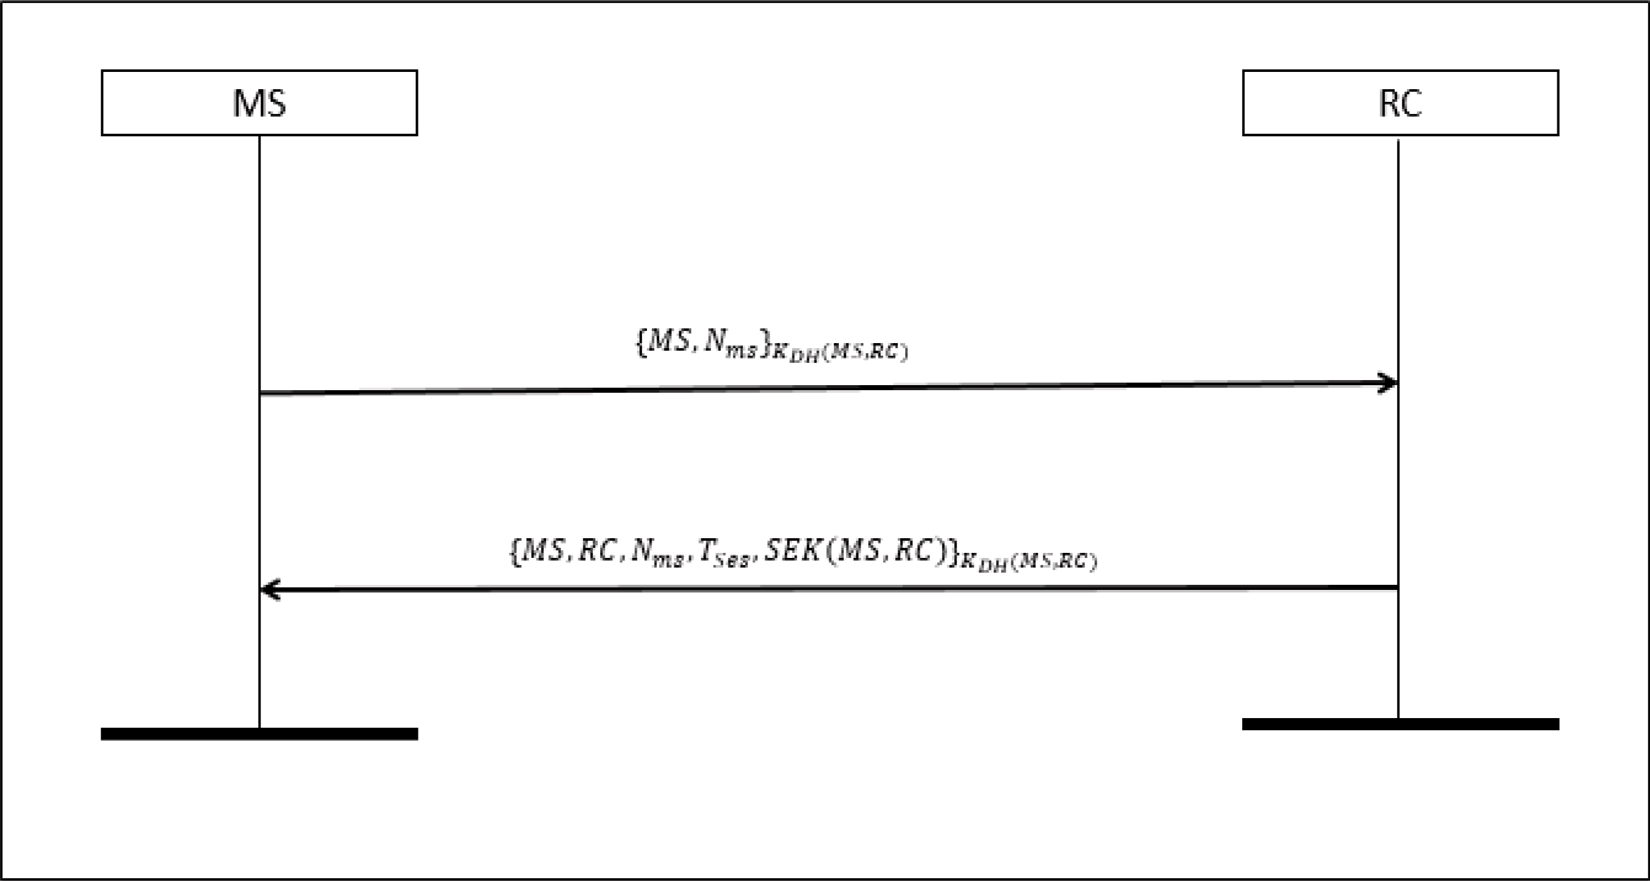 MS
RC
{MS, N_ms}_K_DH(MS,RC)
{MS, RC, N_ms, T_Ses, SEK(MS, RC)}_K_DH(MS,RC)